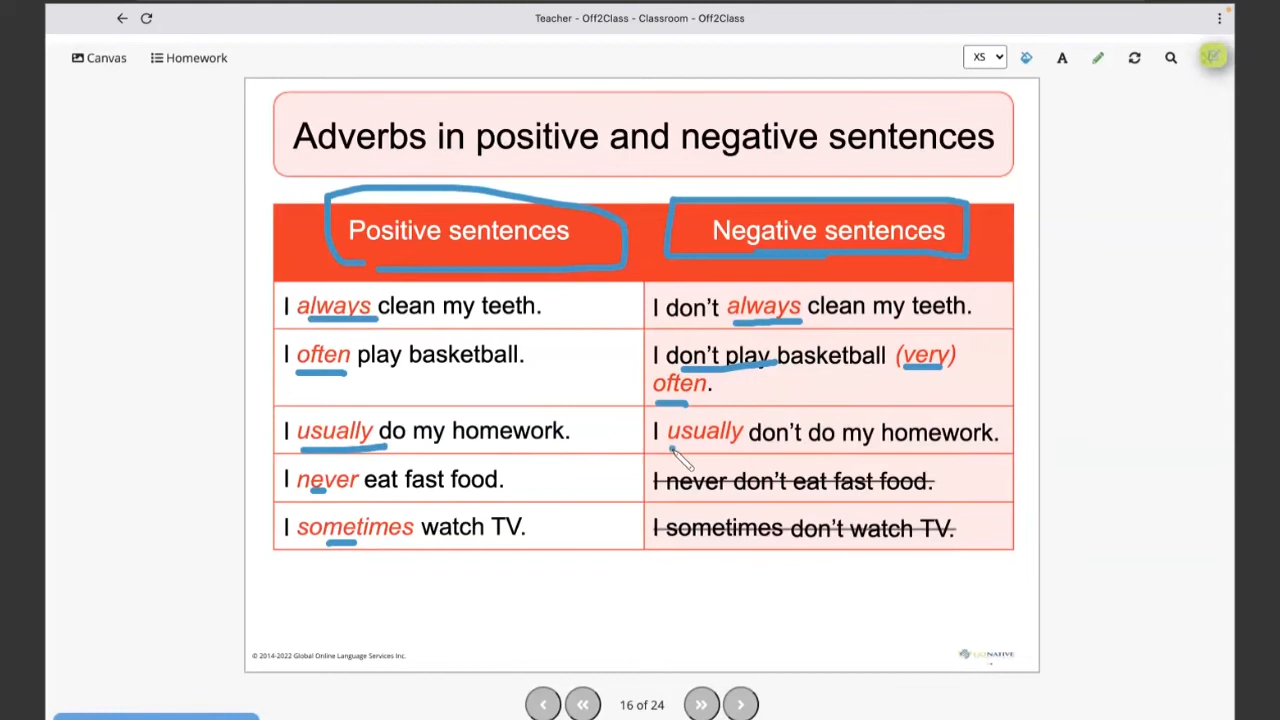 Teacher - Off2Class - Classroom - Off2Class
Canvas Homework XS A
Adverbs in positive and negative sentences
Positive sentences Negative sentences
I always clean my teeth. I don't always clean my teeth.
I often play basketball. I don't play basketball (very)
often.
I usually do my homework. I usually don't do my homework.
I never eat fast food. I never don't eat fast food.
I sometimes watch TV. I sometimes don't watch TV.
© 2014-2022 Global Online Language Services Inc.
16 of 24